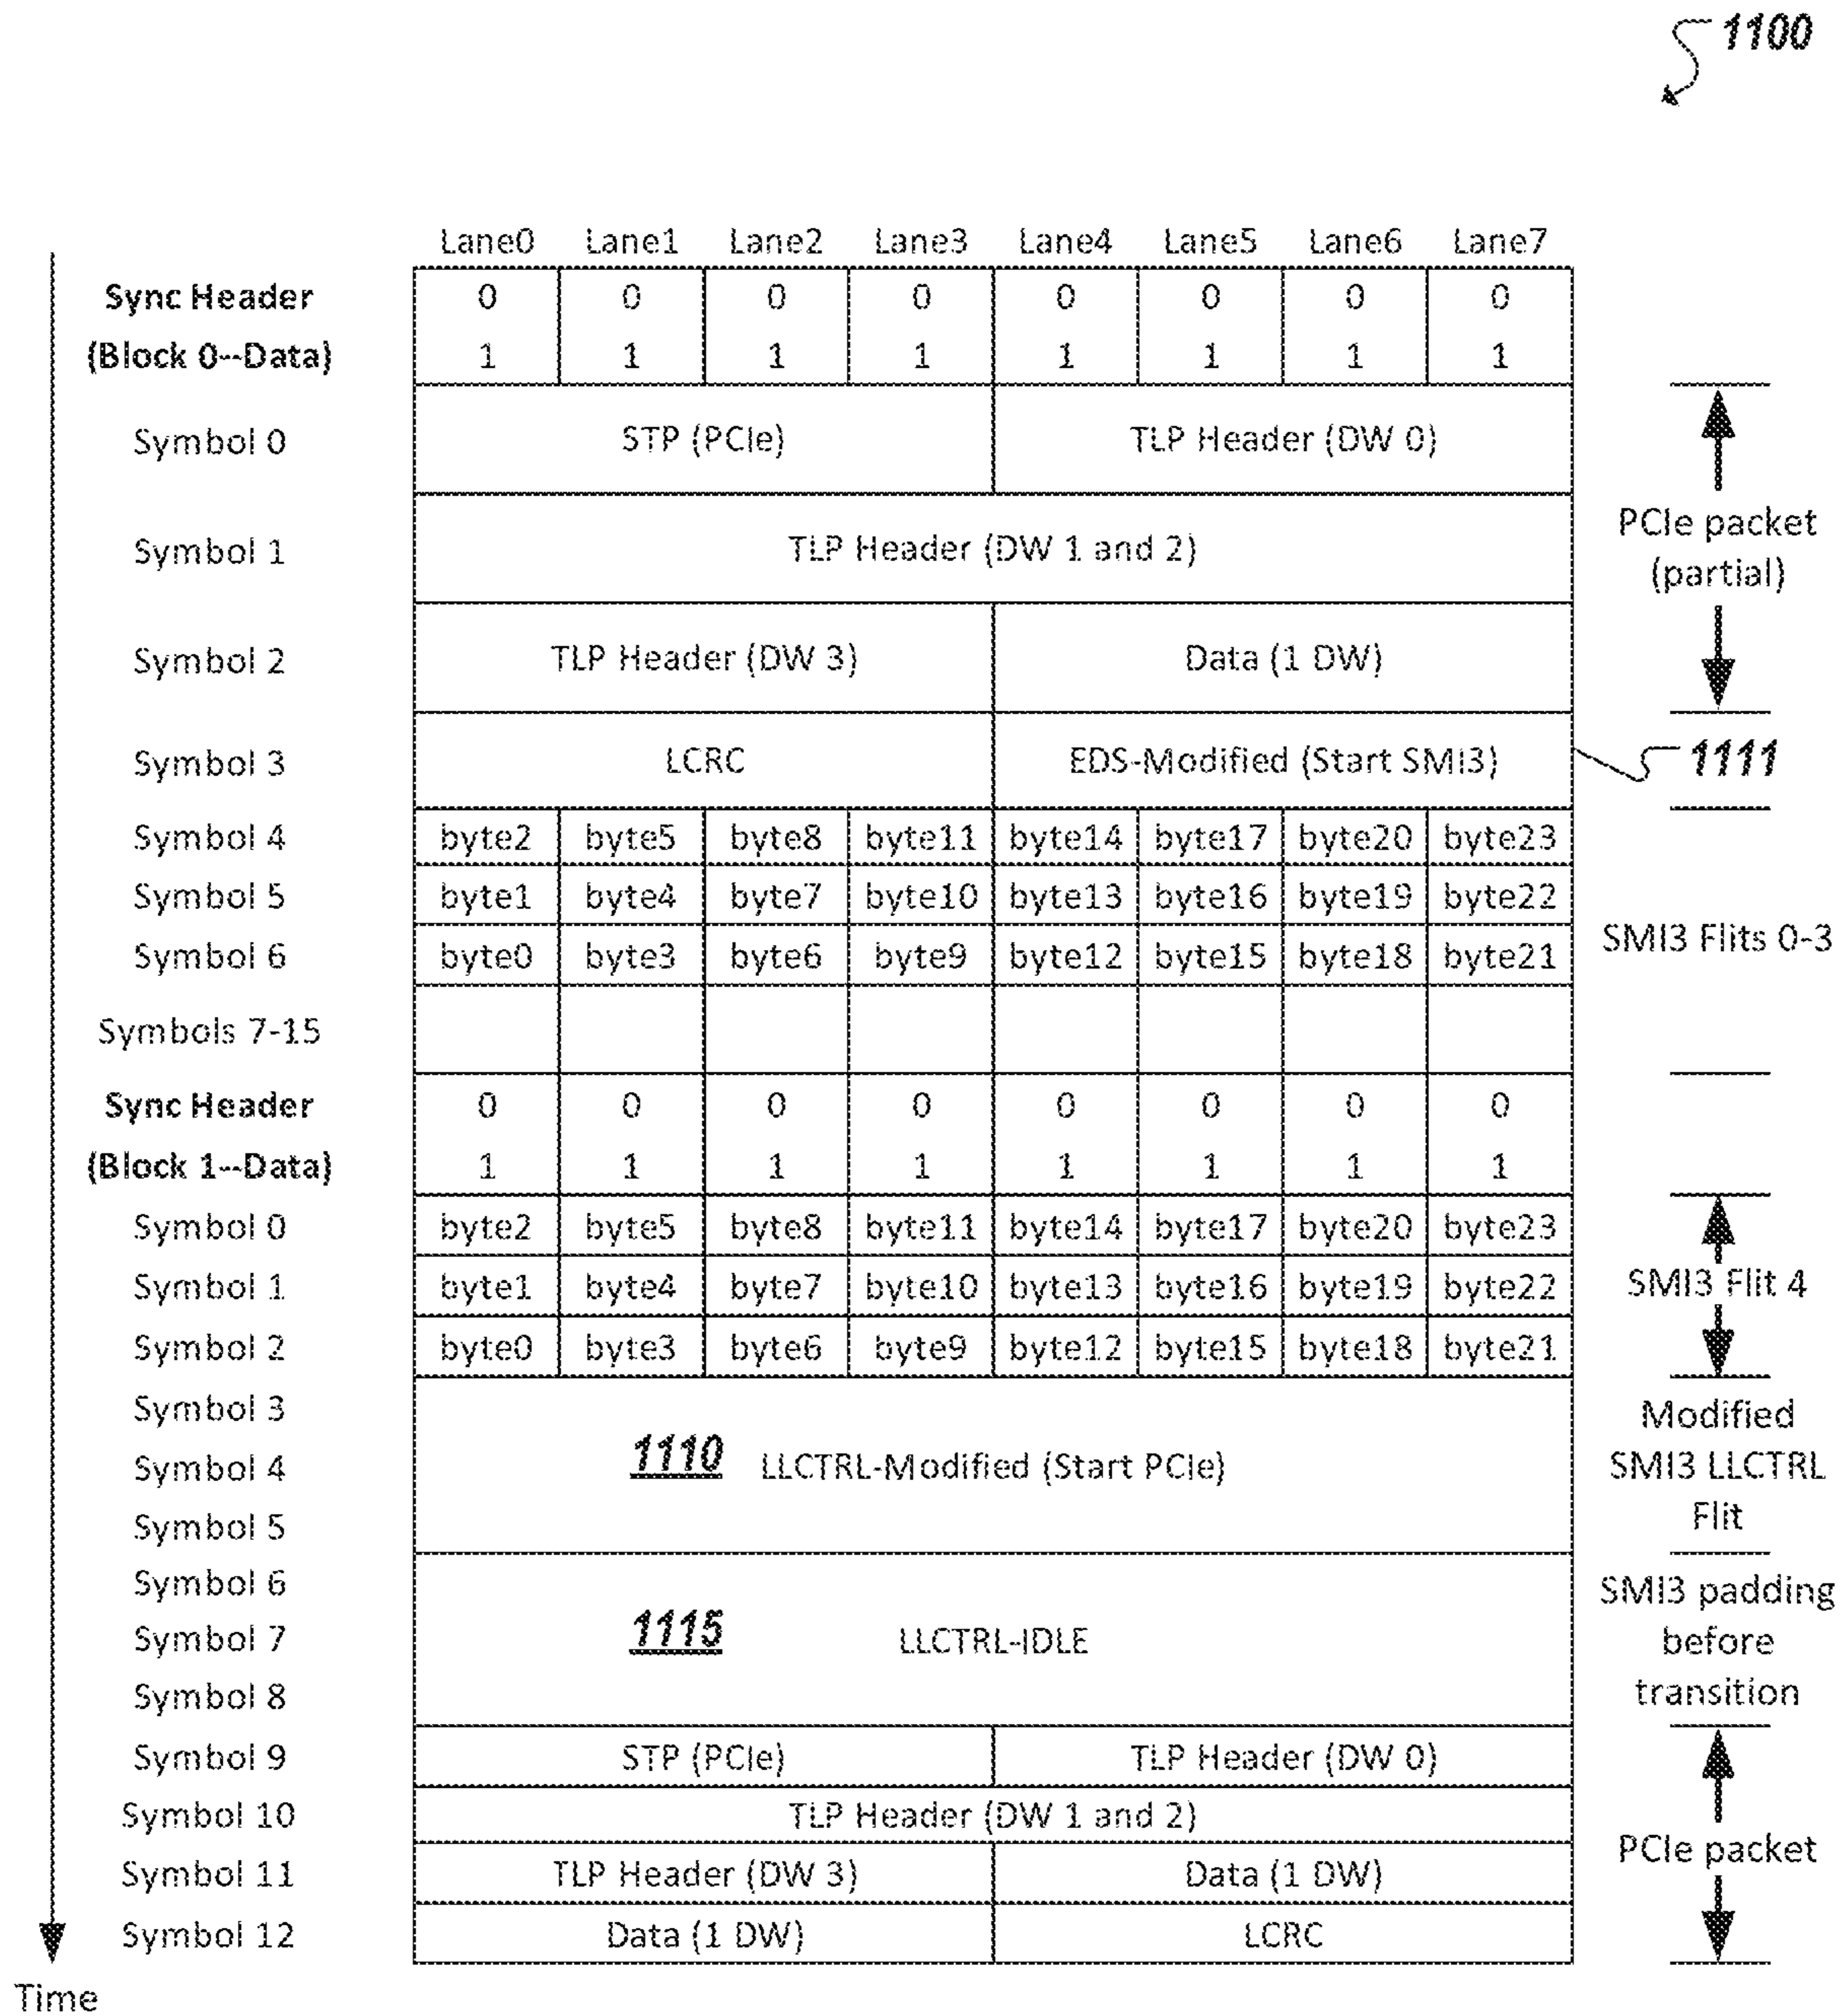 1100
Lane0 Lane1 Lane2 Lane3 Lane4 Lane5 Lane6 Lane7
Sync Header 0 0 0 0 0 0 0 0
(Block 0--Data) 1 1 1 1 1 1 1 1
Symbol 0 STP (PCIe) TLP Header (DW 0)
Symbol 1 TLP Header (DW 1 and 2)
PCIe packet
(partial)
Symbol 2 TLP Header (DW 3) Data (1 DW)
Symbol 3 LCRC EDS-Modified (Start SMI3) 1111
Symbol 4 byte2 byte5 byte8 byte11 byte14 byte17 byte20 byte23
Symbol 5 byte1 byte4 byte7 byte10 byte13 byte16 byte19 byte22
SMI3 Flits 0-3
Symbol 6 byte0 byte3 byte6 byte9 byte12 byte15 byte18 byte21
Symbols 7-15
Sync Header 0 0 0 0 0 0 0 0
(Block 1--Data) 1 1 1 1 1 1 1 1
Symbol 0 byte2 byte5 byte8 byte11 byte14 byte17 byte20 byte23
Symbol 1 byte1 byte4 byte7 byte10 byte13 byte16 byte19 byte22 SMI3 Flit 4
Symbol 2 byte0 byte3 byte6 byte9 byte12 byte15 byte18 byte21
Symbol 3
Symbol 4 1110 LLCTRL-Modified (Start PCIe)
Symbol 5
Modified
SMI3 LLCTRL
Flit
Symbol 6
Symbol 7 1115 LLCTRL-IDLE
Symbol 8
SMI3 padding
before
transition
Symbol 9 STP (PCIe) TLP Header (DW 0)
Symbol 10 TLP Header (DW 1 and 2)
PCIe packet
Symbol 11 TLP Header (DW 3) Data (1 DW)
Symbol 12 Data (1 DW) LCRC
Time